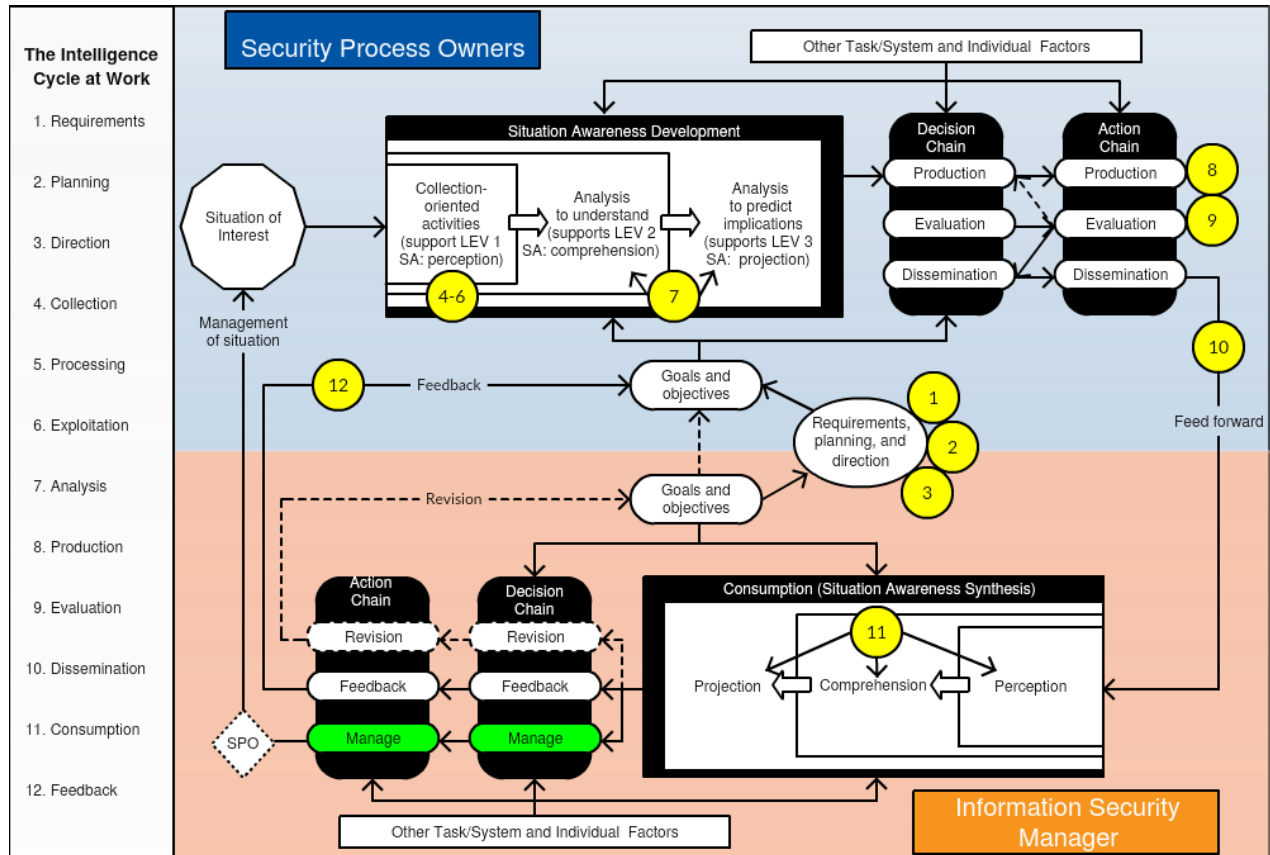 The Intelligence
Cycle at Work
1. Requirements
2. Planning
3. Direction
4. Collection
5. Processing
6. Exploitation
7. Analysis
8. Production
9. Evaluation
10. Dissemination
11. Consumption
12. Feedback
Security Process Owners
Other Task/System and Individual Factors
Situation of
Interest
Situation Awareness Development
Collection-
oriented
activities
(support LEV 1
SA: perception)
4-6
Analysis
to understand
(supports LEV 2
SA: comprehension)
7
Analysis
to predict
implications
(supports LEV 3
SA: projection)
Decision
Chain
Production
Evaluation
Dissemination
Action
Chain
Production
Evaluation
Dissemination
8
9
10
Feed forward
Management
of situation
12
Feedback
Goals and
objectives
Requirements,
planning, and
direction
1
2
3
Revision
Goals and
objectives
Action
Chain
Revision
Feedback
Manage
Decision
Chain
Revision
Feedback
Manage
SPO
Consumption (Situation Awareness Synthesis)
11
Projection
Comprehension
Perception
Other Task/System and Individual Factors
Information Security
Manager